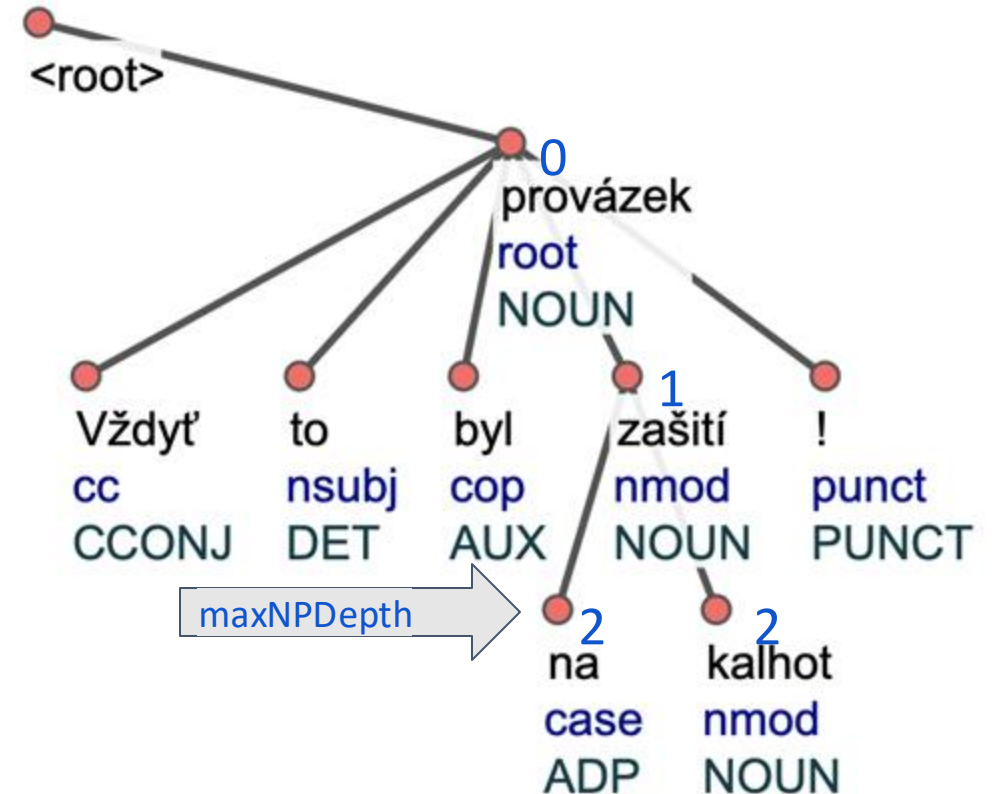 <root>
0
provázek
root
NOUN
1
Vždyť to byl zašití !
cc nsubj cop nmod punct
CCONJ DET AUX NOUN PUNCT
maxNPDepth
2 2
na kalhot
case nmod
ADP NOUN